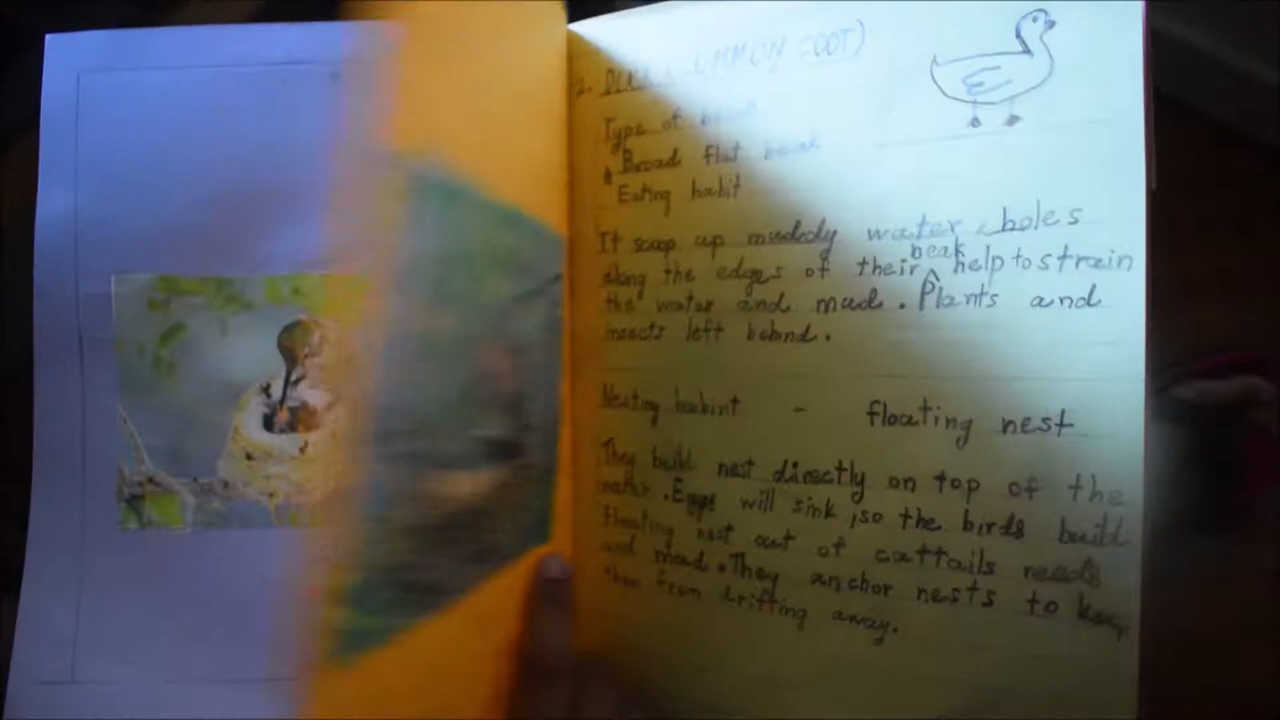 2. DUCK (COMMON COOT)
Type of beak
Broad flat beak
Eating habit
It scoop up muddy water, holes
along the edges of their beak help to strain
the water and mud. Plants and
insects left behind.
Nesting habint - floating nest
They build nest directly on top of the
water. Eggs will sink, so the birds build
floating nest out of cattails reeds
and mud. They anchor nests to keep
them from drifting away.